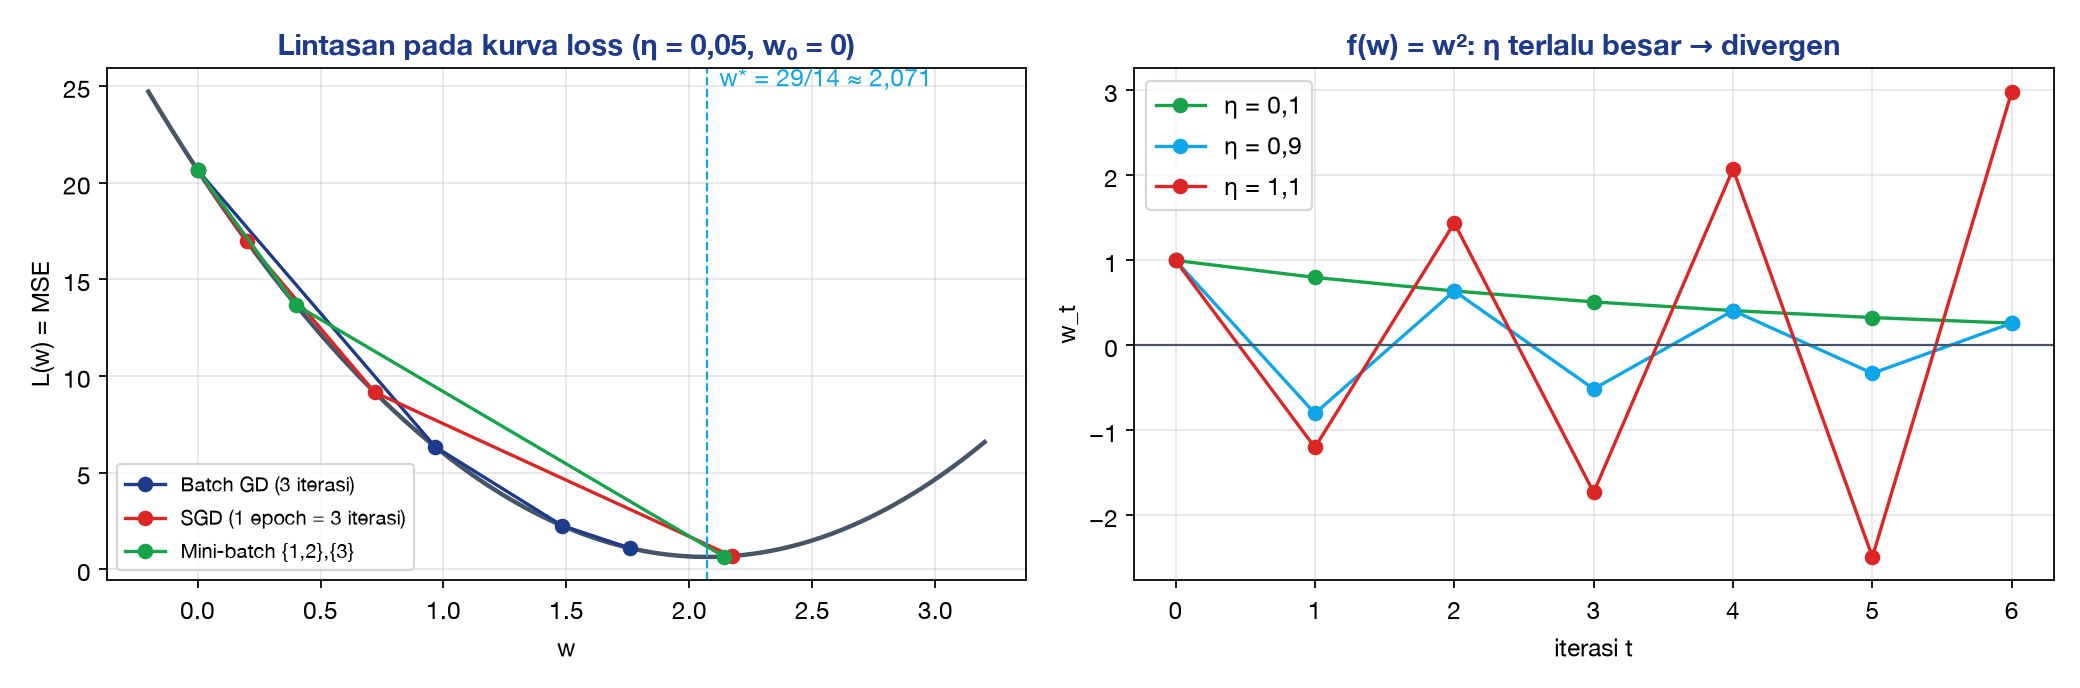 Lintasan pada kurva loss (η = 0,05, w₀ = 0)
w* = 29/14 ≈ 2,071
25
20
15
10
5
0
L(w) = MSE
Batch GD (3 iterasi)
SGD (1 epoch = 3 iterasi)
Mini-batch {1,2},{3}
0.0 0.5 1.0 1.5 2.0 2.5 3.0
w
f(w) = w²: η terlalu besar → divergen
η = 0,1
η = 0,9
η = 1,1
3
2
1
0
−1
−2
w_t
0 1 2 3 4 5 6
iterasi t